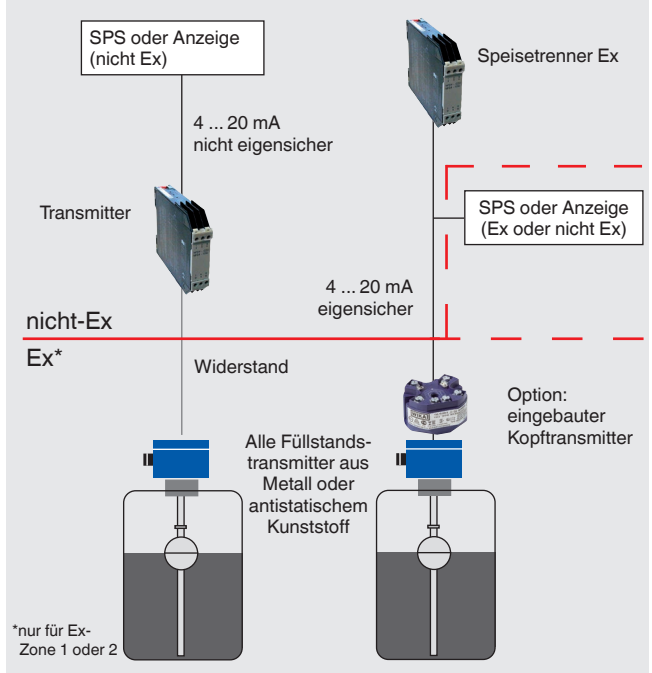 SPS oder Anzeige
(nicht Ex)
Speisetrenner Ex
4 ... 20 mA
nicht eigensicher
Transmitter
SPS oder Anzeige
(Ex oder nicht Ex)
4 ... 20 mA
eigensicher
nicht-Ex
Ex*
Widerstand
Option:
eingebauter
Kopftransmitter
Alle Füllstands-
transmitter aus
Metall oder
antistatischem
Kunststoff
*nur für Ex-
Zone 1 oder 2